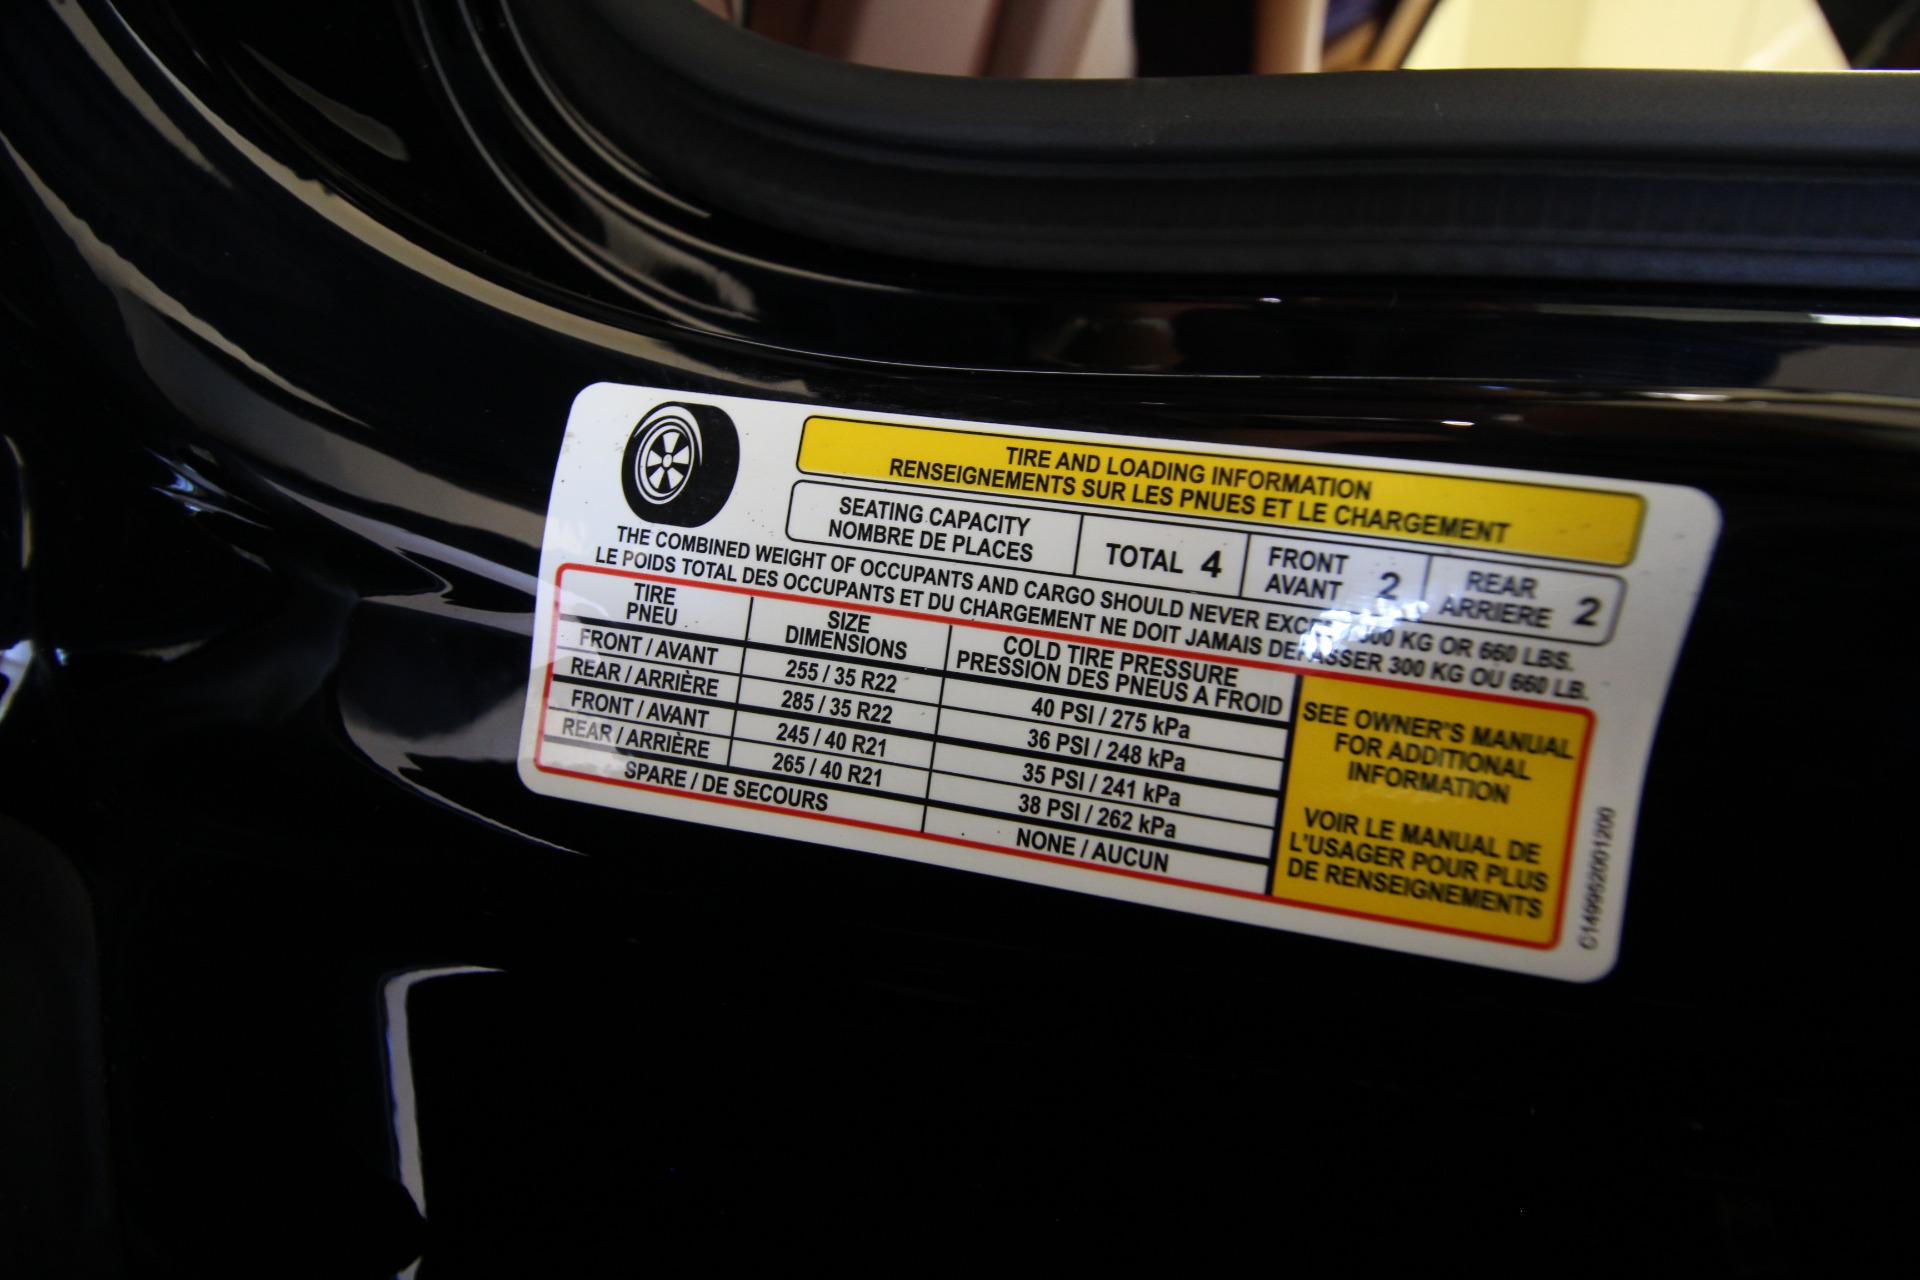 TIRE AND LOADING INFORMATION
RENSEIGNEMENTS SUR LES PNUES ET LE CHARGEMENT
SEATING CAPACITY
NOMBRE DE PLACES
TOTAL 4
FRONT
AVANT 2
REAR
ARRIERE 2
THE COMBINED WEIGHT OF OCCUPANTS AND CARGO SHOULD NEVER EXCEED 300 KG OR 660 LBS.
LE POIDS TOTAL DES OCCUPANTS ET DU CHARGEMENT NE DOIT JAMAIS DEPASSER 300 KG OU 660 LB.
TIRE
PNEU
SIZE
DIMENSIONS
COLD TIRE PRESSURE
PRESSION DES PNEUS A FROID
FRONT / AVANT 255 / 35 R22 40 PSI / 275 kPa
REAR / ARRIÈRE 285 / 35 R22 36 PSI / 248 kPa
FRONT / AVANT 245 / 40 R21 35 PSI / 241 kPa
REAR / ARRIÈRE 265 / 40 R21 38 PSI / 262 kPa
SPARE / DE SECOURS NONE / AUCUN
SEE OWNER'S MANUAL
FOR ADDITIONAL
INFORMATION
VOIR LE MANUAL DE
L'USAGER POUR PLUS
DE RENSEIGNEMENTS
C149952001200